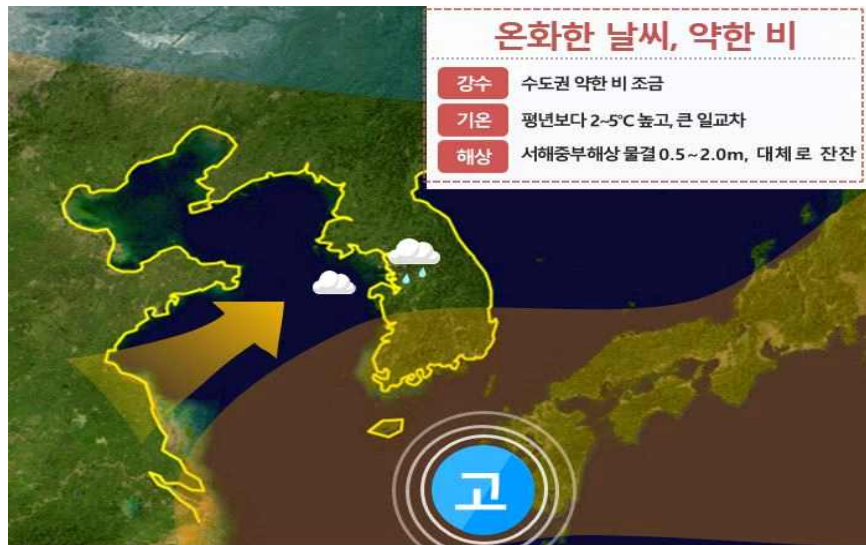 온화한 날씨, 약한 비
강수 수도권 약한 비 조금
기온 평년보다 2~5℃ 높고, 큰 일교차
해상 서해중부해상 물결 0.5~2.0m, 대체로 잔잔
고